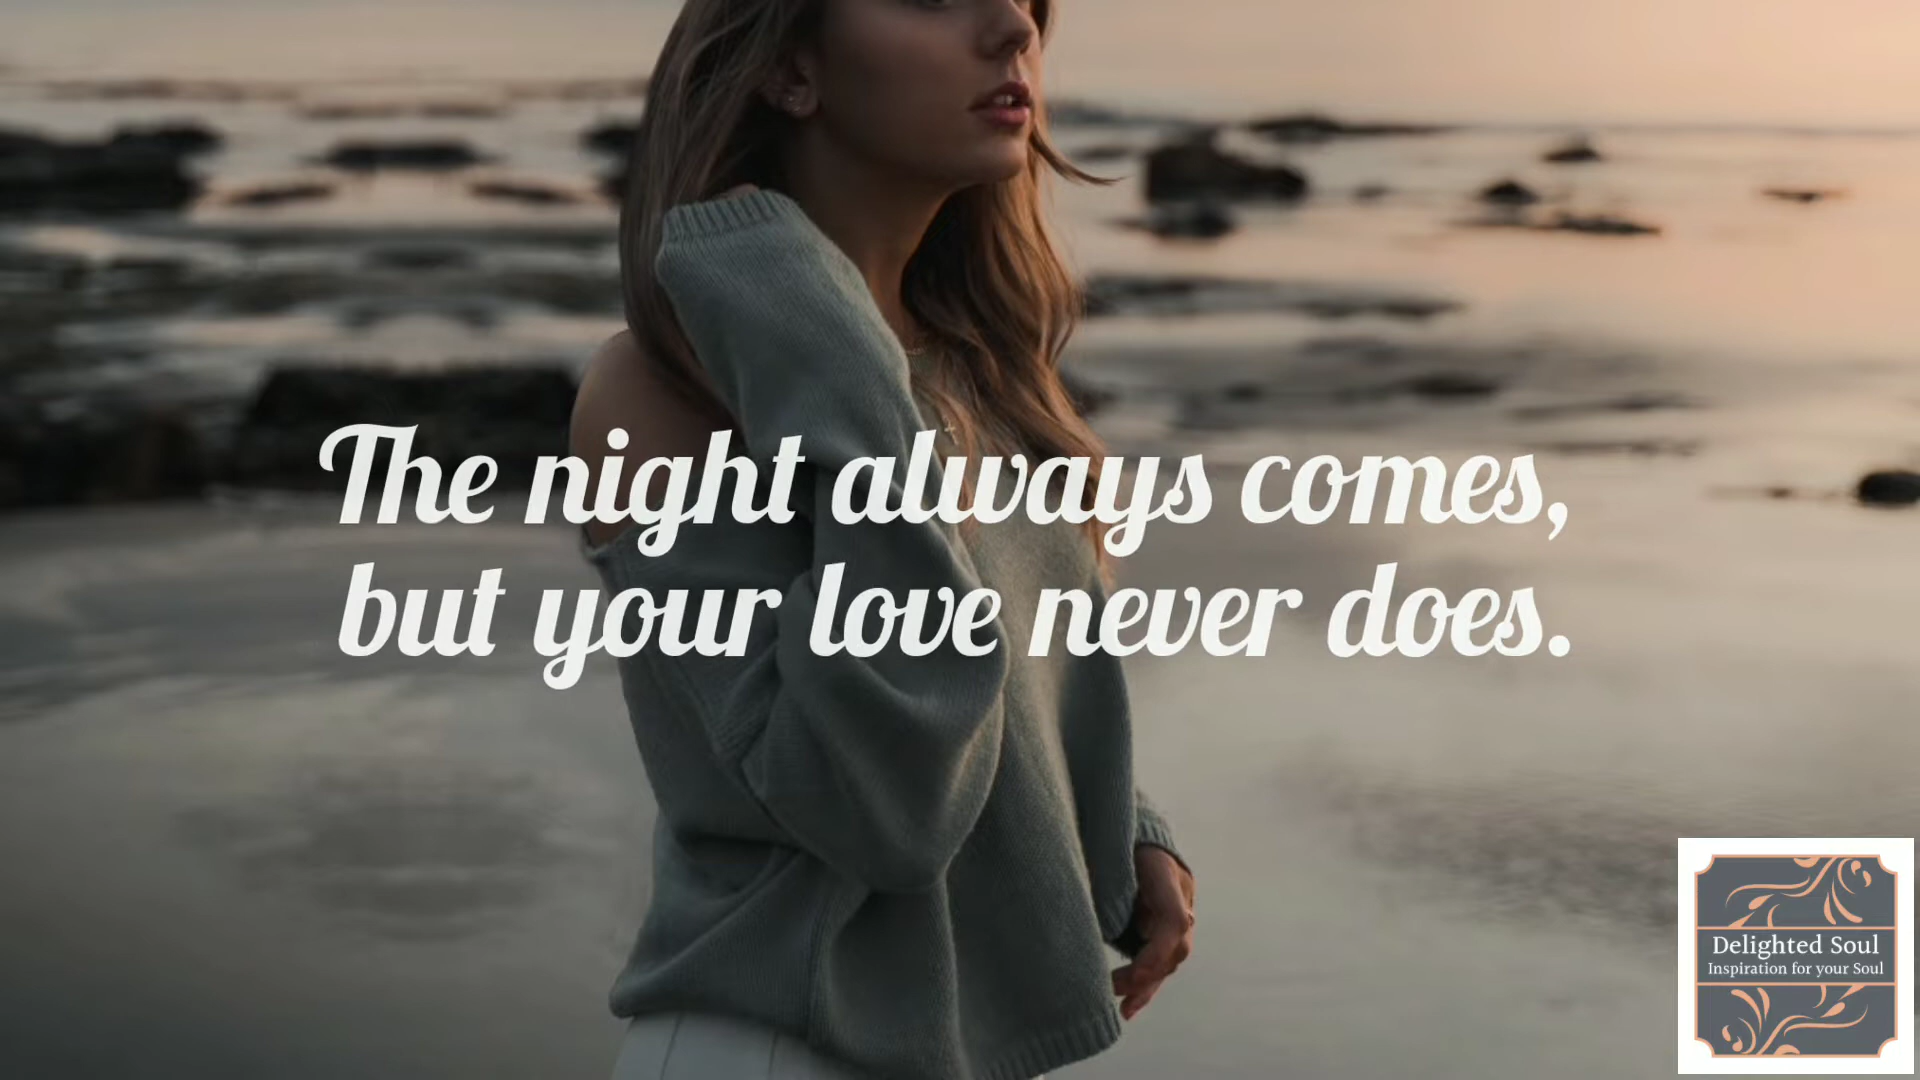 The night always comes,
but your love never does.
Delighted Soul
Inspiration for your Soul